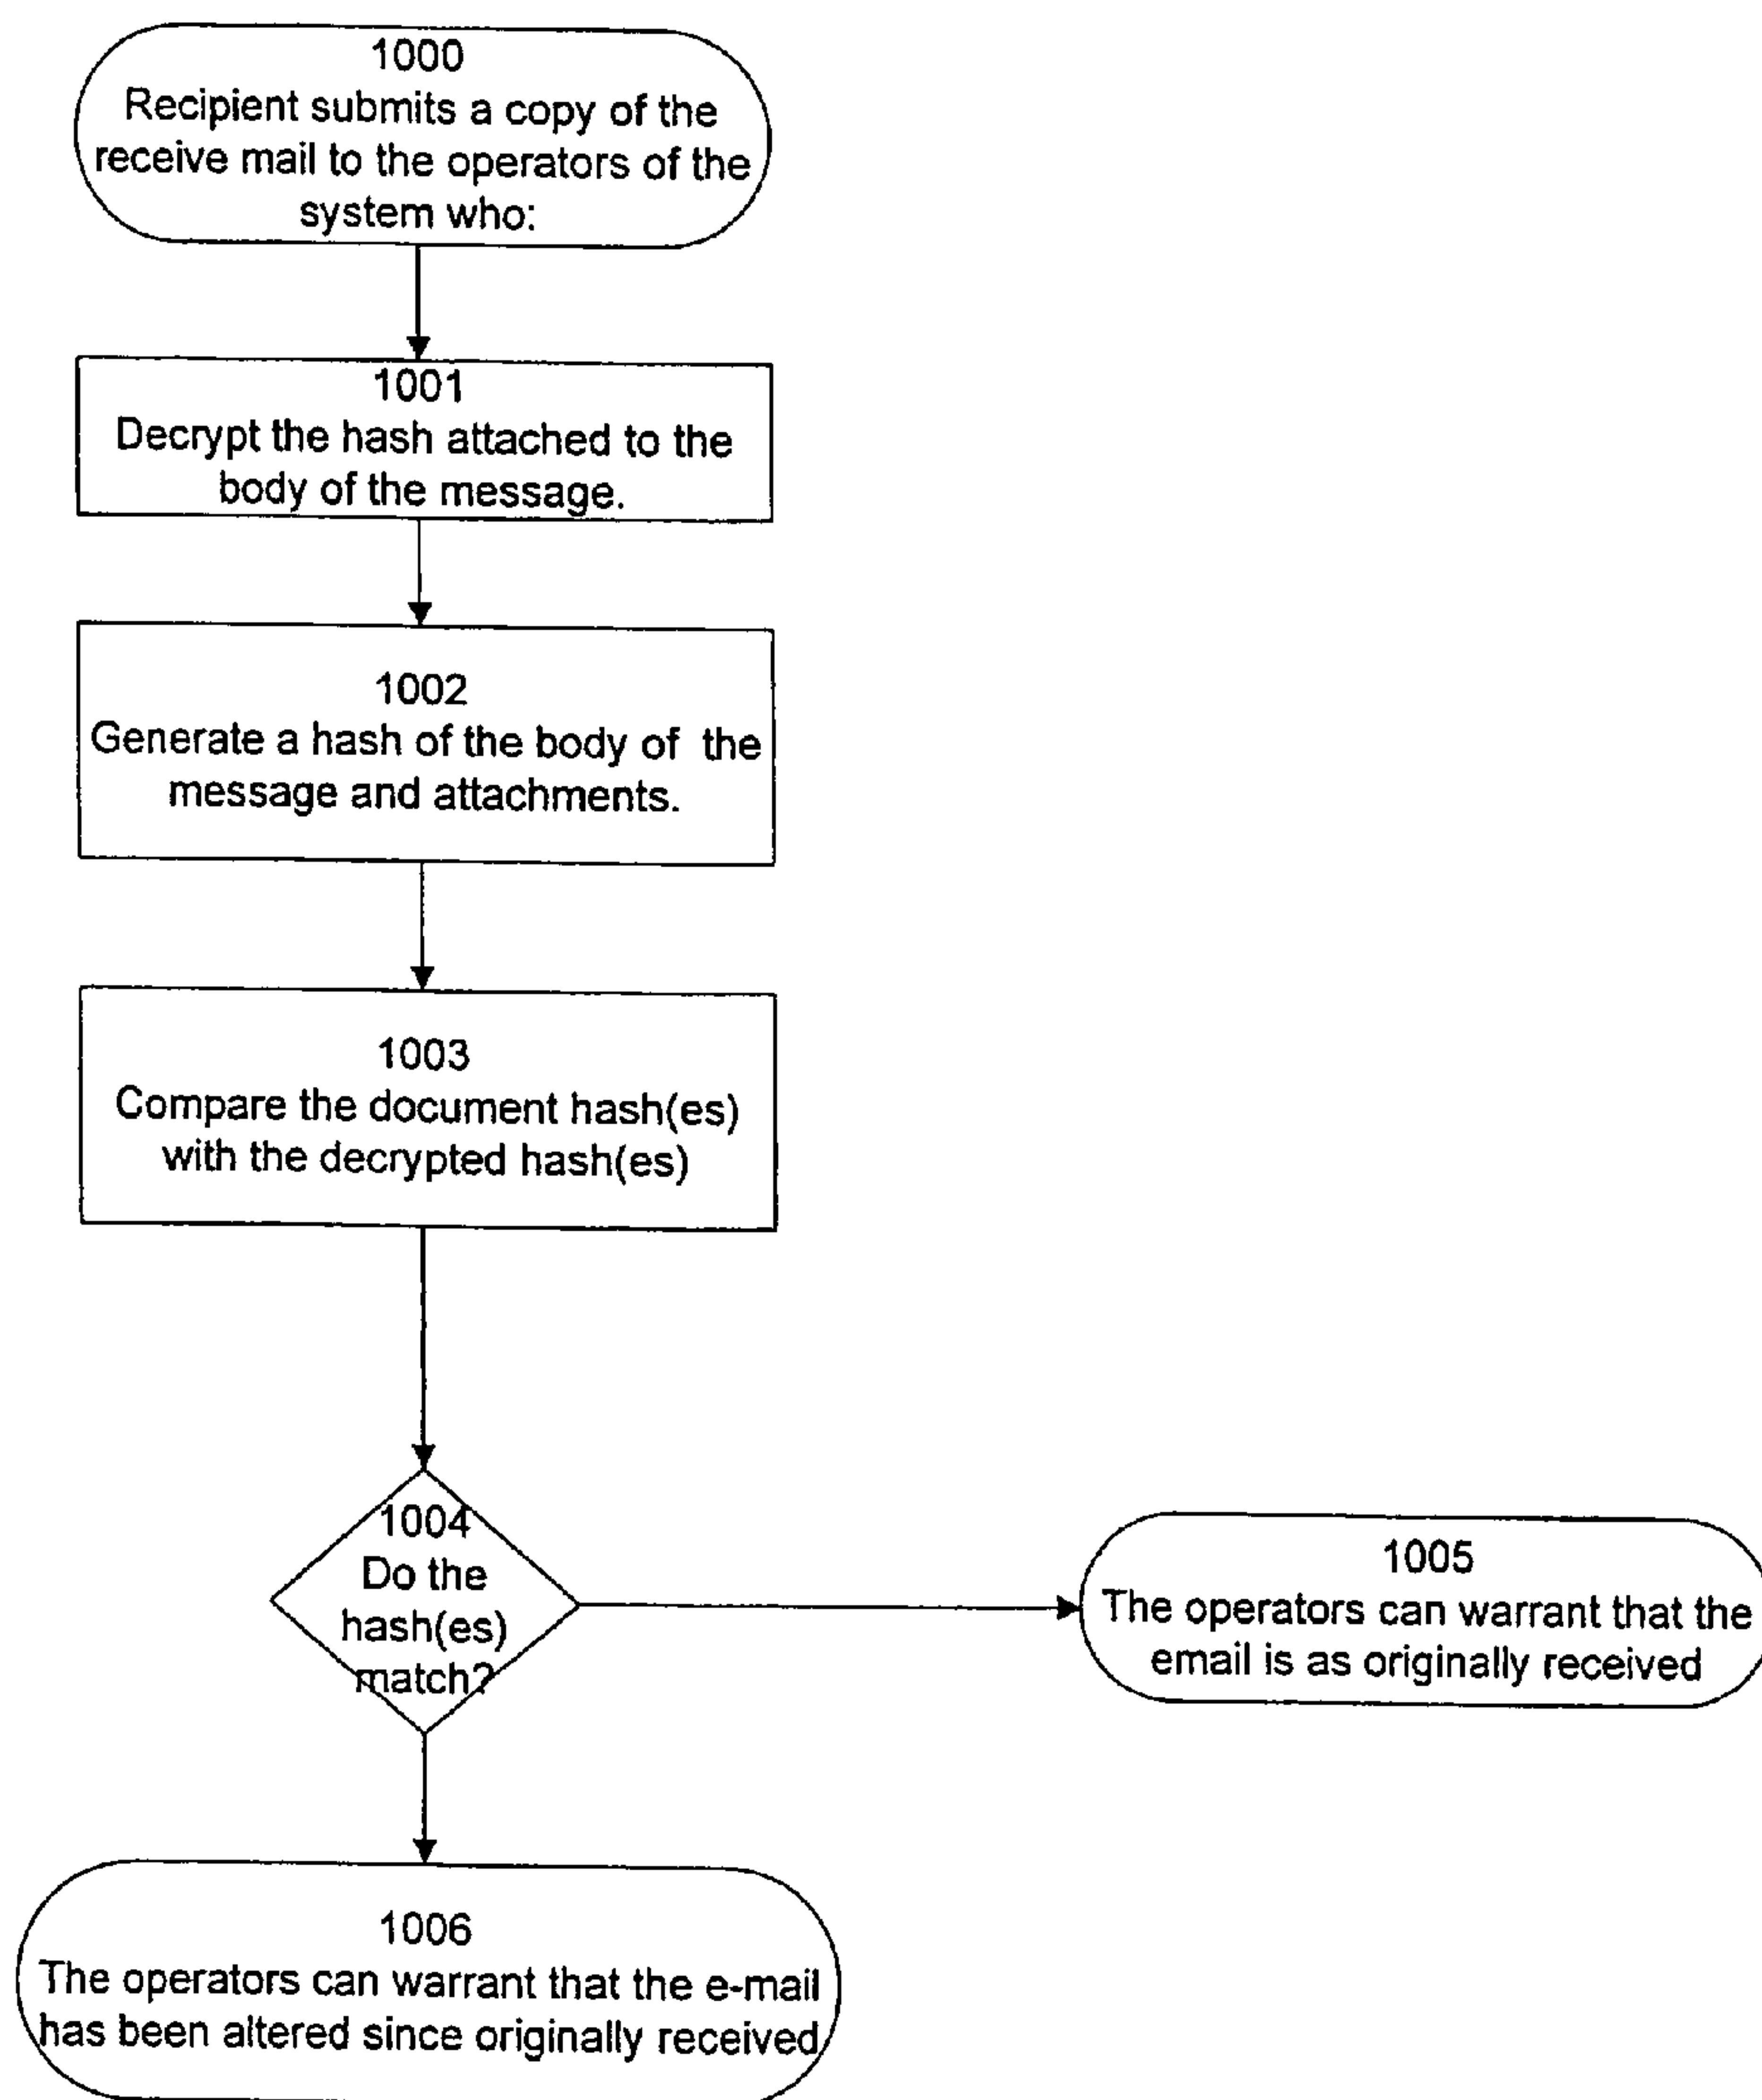 1000
Recipient submits a copy of the
receive mail to the operators of the
system who:
1001
Decrypt the hash attached to the
body of the message.
1002
Generate a hash of the body of the
message and attachments.
1003
Compare the document hash(es)
with the decrypted hash(es)
1004
Do the
hash(es)
match?
1005
The operators can warrant that the
email is as originally received
1006
The operators can warrant that the e-mail
has been altered since originally received